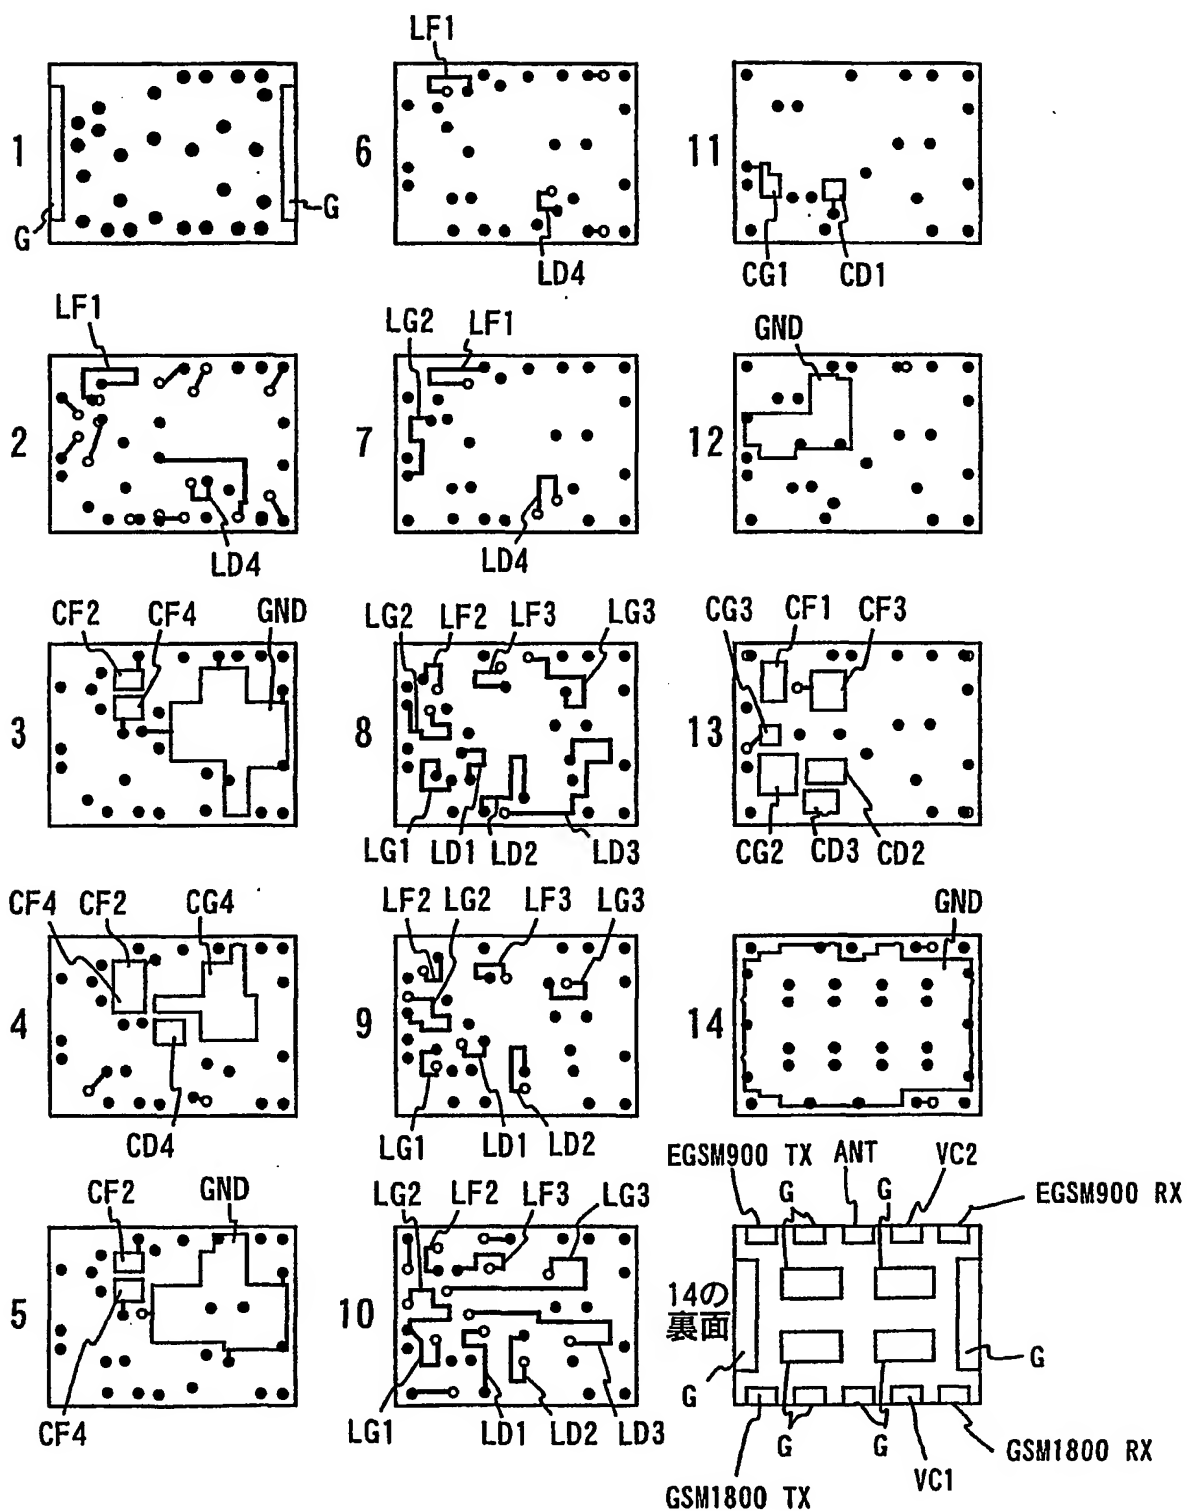 1
G
G
2
LF1
LD4
3
CF2 CF4 GND
4
CF4 CF2 CG4
CD4
5
CF2 GND
CF4
6
LF1
LD4
7
LG2 LF1
LD4
8
LG2 LF2 LF3 LG3
LG1 LD1 LD2 LD3
9
LF2 LG2 LF3 LG3
LG1 LD1 LD2
10
LG2 LF2 LF3 LG3
LG1 LD1 LD2 LD3
11
CG1 CD1
12
GND
13
CG3 CF1 CF3
CG2 CD3 CD2
14
GND
14の
裏面
EGSM900 TX ANT VC2
G G EGSM900 RX
G G
G G
GSM1800 TX VC1 GSM1800 RX